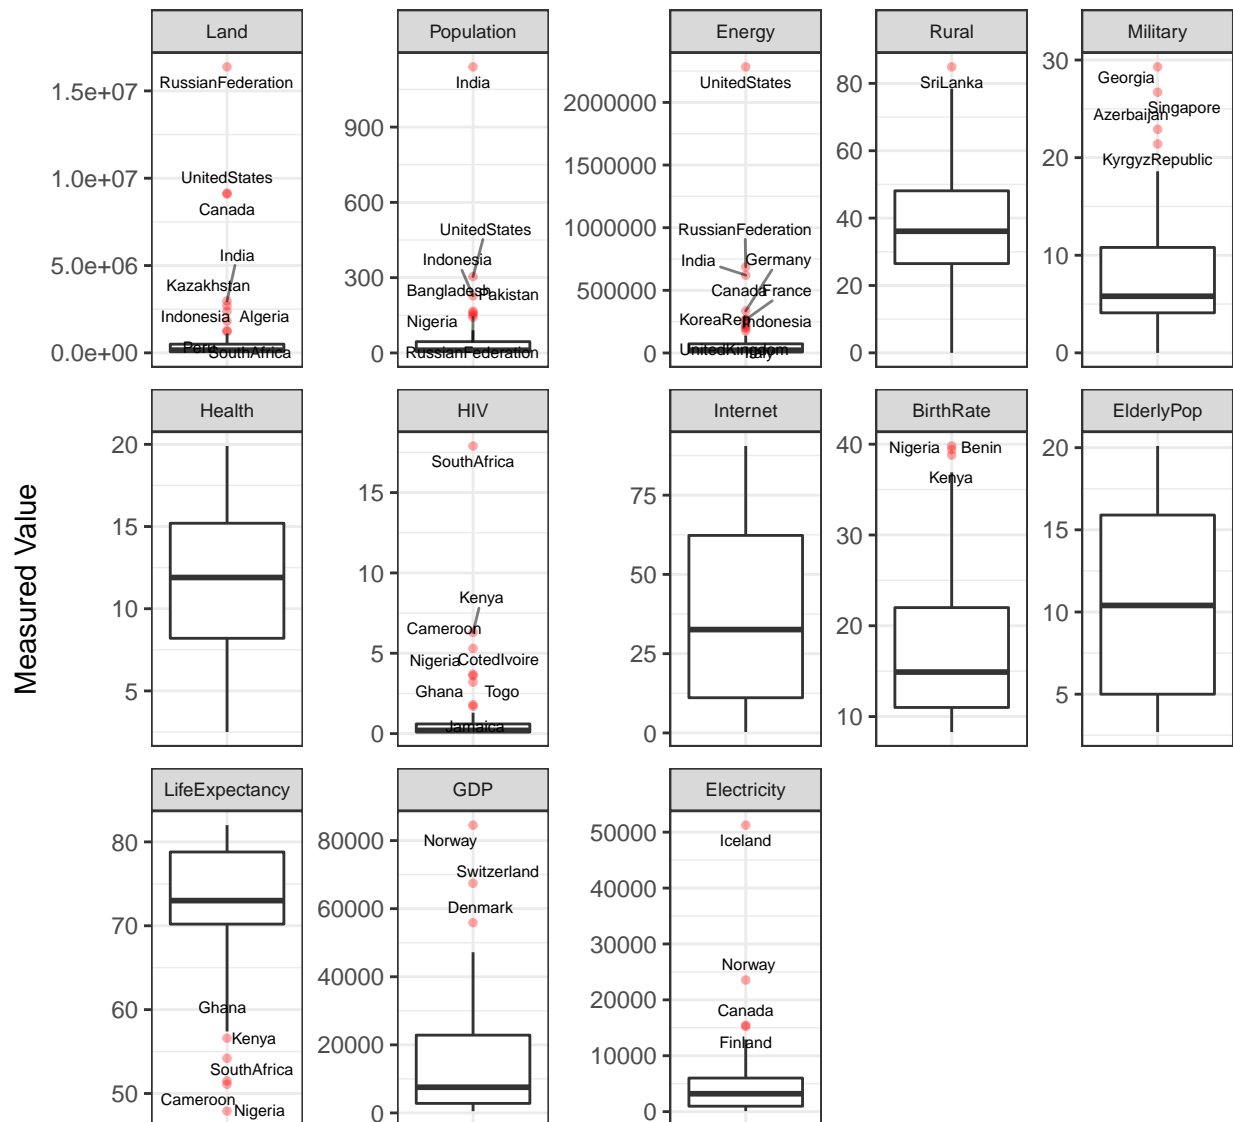 Measured Value
Land
1.5e+07
1.0e+07
5.0e+06
0.0e+00
RussianFederation
UnitedStates
Canada
India
Kazakhstan
Indonesia
Algeria
Peru
SouthAfrica
Population
900
600
300
0
India
UnitedStates
Indonesia
Bangladesh
Pakistan
Nigeria
RussianFederation
Energy
2000000
1500000
1000000
500000
0
UnitedStates
RussianFederation
India
Germany
Canada
France
KoreaRep
Indonesia
UnitedKingdom
Italy
Rural
80
60
40
20
0
SriLanka
Military
30
20
10
0
Georgia
Singapore
Azerbaijan
KyrgyzRepublic
Health
20
15
10
5
HIV
15
10
5
0
SouthAfrica
Kenya
Cameroon
Nigeria
CotedIvoire
Ghana
Togo
Jamaica
Internet
75
50
25
0
BirthRate
40
30
20
10
Nigeria
Benin
Kenya
ElderlyPop
20
15
10
5
LifeExpectancy
80
70
60
50
Ghana
Kenya
SouthAfrica
Cameroon
Nigeria
GDP
80000
60000
40000
20000
0
Norway
Switzerland
Denmark
Electricity
50000
40000
30000
20000
10000
0
Iceland
Norway
Canada
Finland